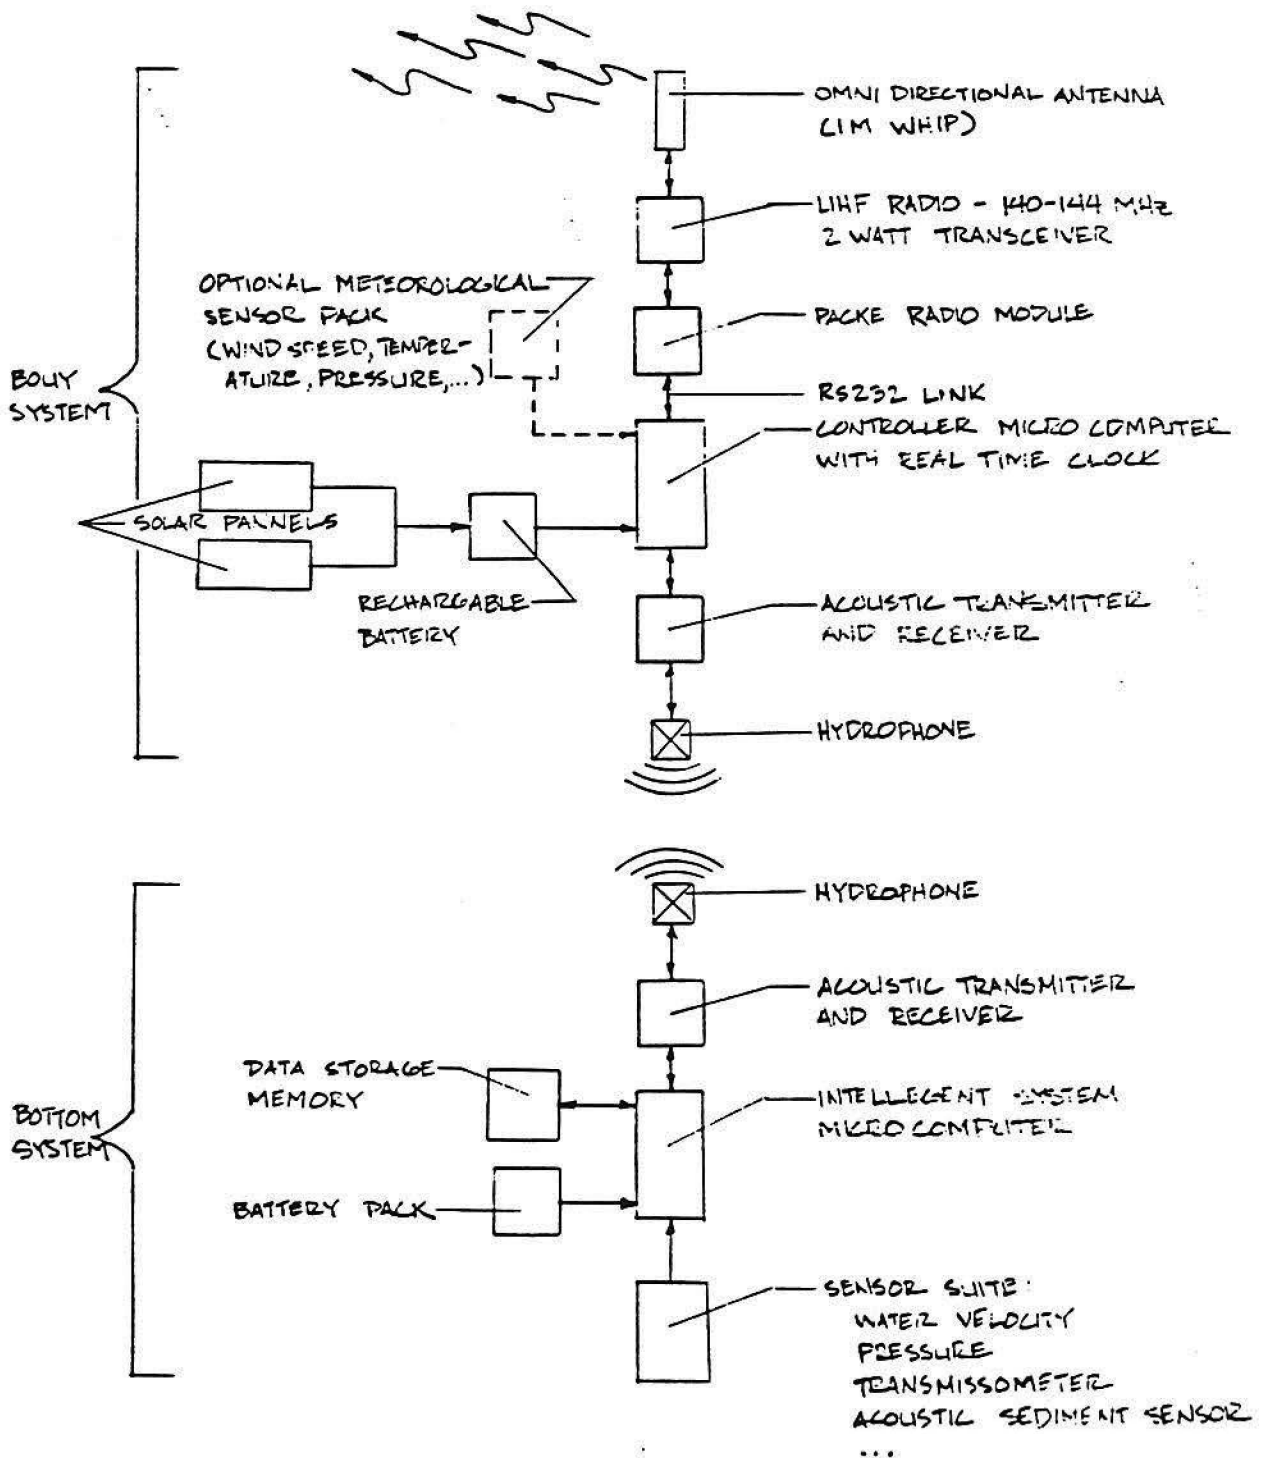 OMNI DIRECTIONAL ANTENNA
(1M WHIP)
UHF RADIO - 140-144 MHz
2 WATT TRANSCEIVER
OPTIONAL METEOROLOGICAL
SENSOR PACK
(WIND SPEED, TEMPER-
ATURE, PRESSURE,...)
PACKE RADIO MODULE
BOUY
SYSTEM
RS232 LINK
CONTROLLER MICRO COMPUTER
WITH REAL TIME CLOCK
SOLAR PANNELS
RECHARGABLE
BATTERY
ACOUSTIC TRANSMITTER
AND RECEIVER
HYDROPHONE
HYDROPHONE
ACOUSTIC TRANSMITTER
AND RECEIVER
DATA STORAGE
MEMORY
INTELLEGENT SYSTEM
MICRO COMPUTER
BOTTOM
SYSTEM
BATTERY PACK
SENSOR SUITE:
WATER VELOCITY
PRESSURE
TRANSMISSOMETER
ACOUSTIC SEDIMENT SENSOR
...